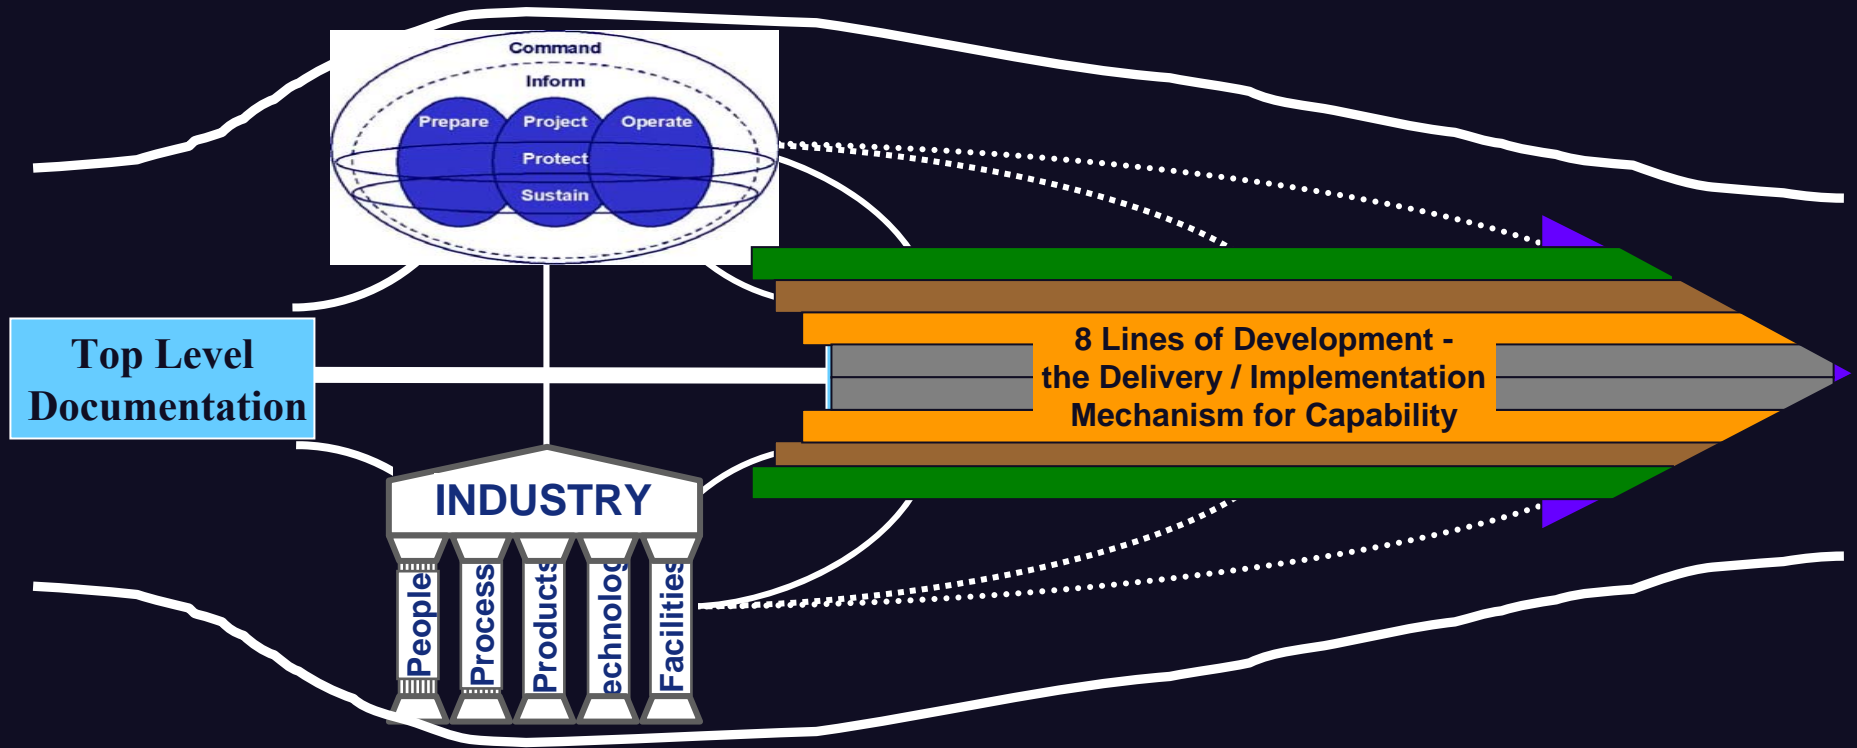 Command
Inform
Prepare Project Operate
Protect
Sustain
Top Level
Documentation
8 Lines of Development -
the Delivery / Implementation
Mechanism for Capability
INDUSTRY
People
Process
Products
echnolog
Facilities